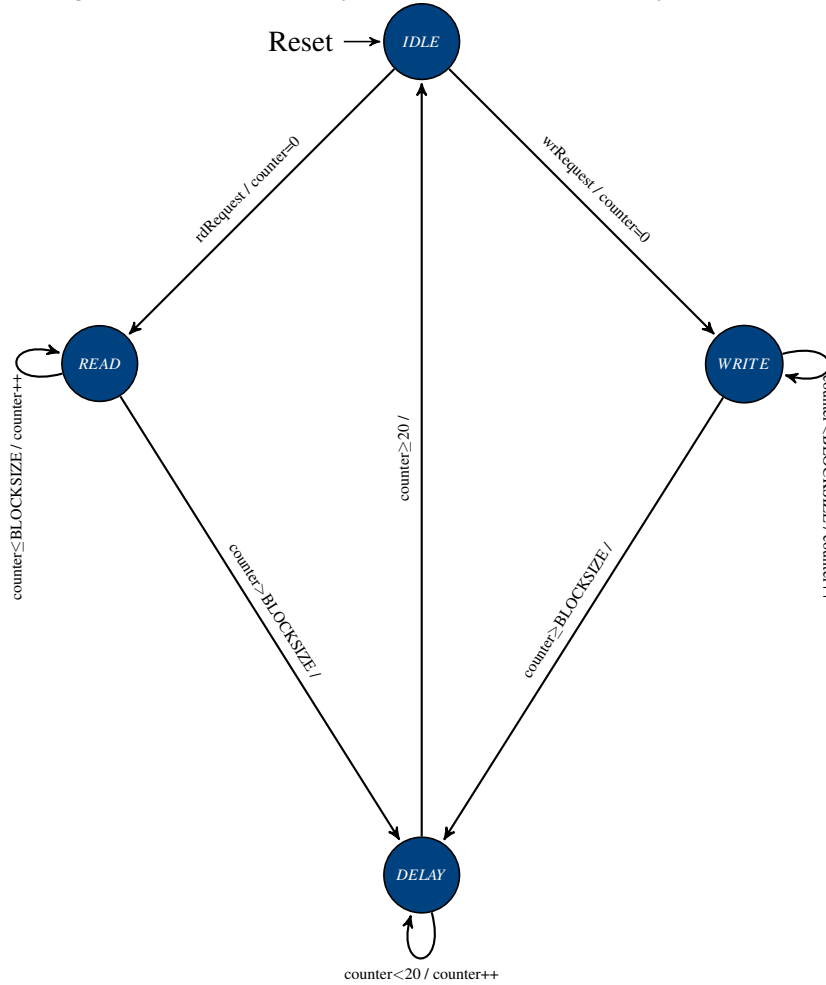 Reset
IDLE
rdRequest / counter=0
wrRequest / counter=0
READ
WRITE
counter≤BLOCKSIZE / counter++
counter≥20 /
counter>BLOCKSIZE /
counter≥BLOCKSIZE /
DELAY
counter<20 / counter++